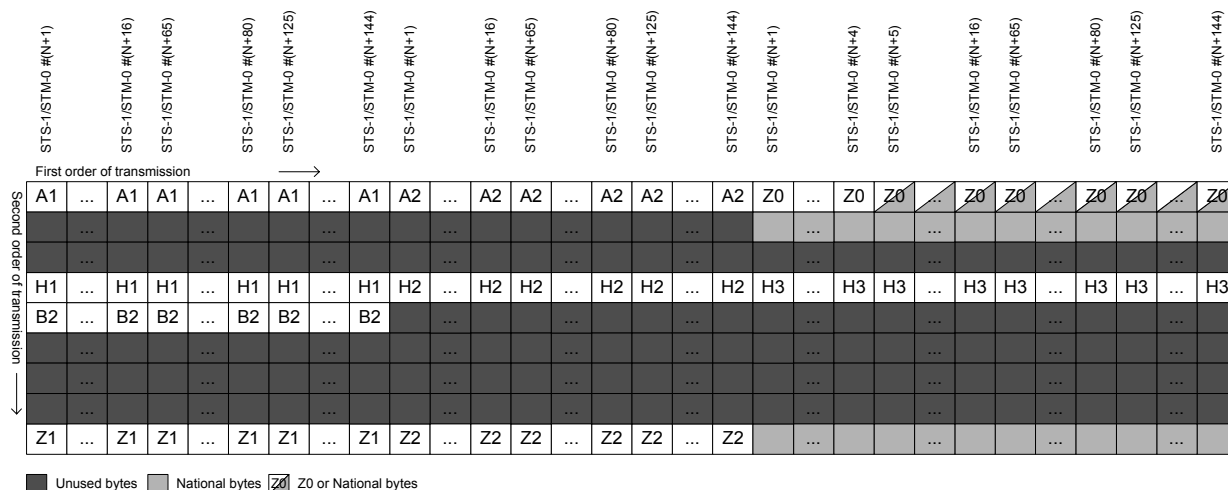 STS-1/STM-0 #(N+1)
STS-1/STM-0 #(N+16)
STS-1/STM-0 #(N+65)
STS-1/STM-0 #(N+80)
STS-1/STM-0 #(N+125)
STS-1/STM-0 #(N+144)
STS-1/STM-0 #(N+1)
STS-1/STM-0 #(N+16)
STS-1/STM-0 #(N+65)
STS-1/STM-0 #(N+80)
STS-1/STM-0 #(N+125)
STS-1/STM-0 #(N+144)
STS-1/STM-0 #(N+1)
STS-1/STM-0 #(N+4)
STS-1/STM-0 #(N+5)
STS-1/STM-0 #(N+16)
STS-1/STM-0 #(N+65)
STS-1/STM-0 #(N+80)
STS-1/STM-0 #(N+125)
STS-1/STM-0 #(N+144)
First order of transmission
Second order of transmission
A1 ... A1 A1 ... A1 A1 ... A1 A2 ... A2 A2 ... A2 A2 ... A2 Z0 ... Z0 Z0 ... Z0 Z0 ... Z0 Z0 ... Z0
... ... ... ... ... ... ... ... ... ...
... ... ... ... ... ... ... ... ... ...
H1 ... H1 H1 ... H1 H1 ... H1 H2 ... H2 H2 ... H2 H2 ... H2 H3 ... H3 H3 ... H3 H3 ... H3 H3 ... H3
B2 ... B2 B2 ... B2 B2 ... B2 ... ... ... ... ... ... ...
... ... ... ... ... ... ... ... ... ...
... ... ... ... ... ... ... ... ... ...
... ... ... ... ... ... ... ... ... ...
Z1 ... Z1 Z1 ... Z1 Z1 ... Z1 Z2 ... Z2 Z2 ... Z2 Z2 ... Z2 ... ... ... ...
Unused bytes National bytes Z0 Z0 or National bytes